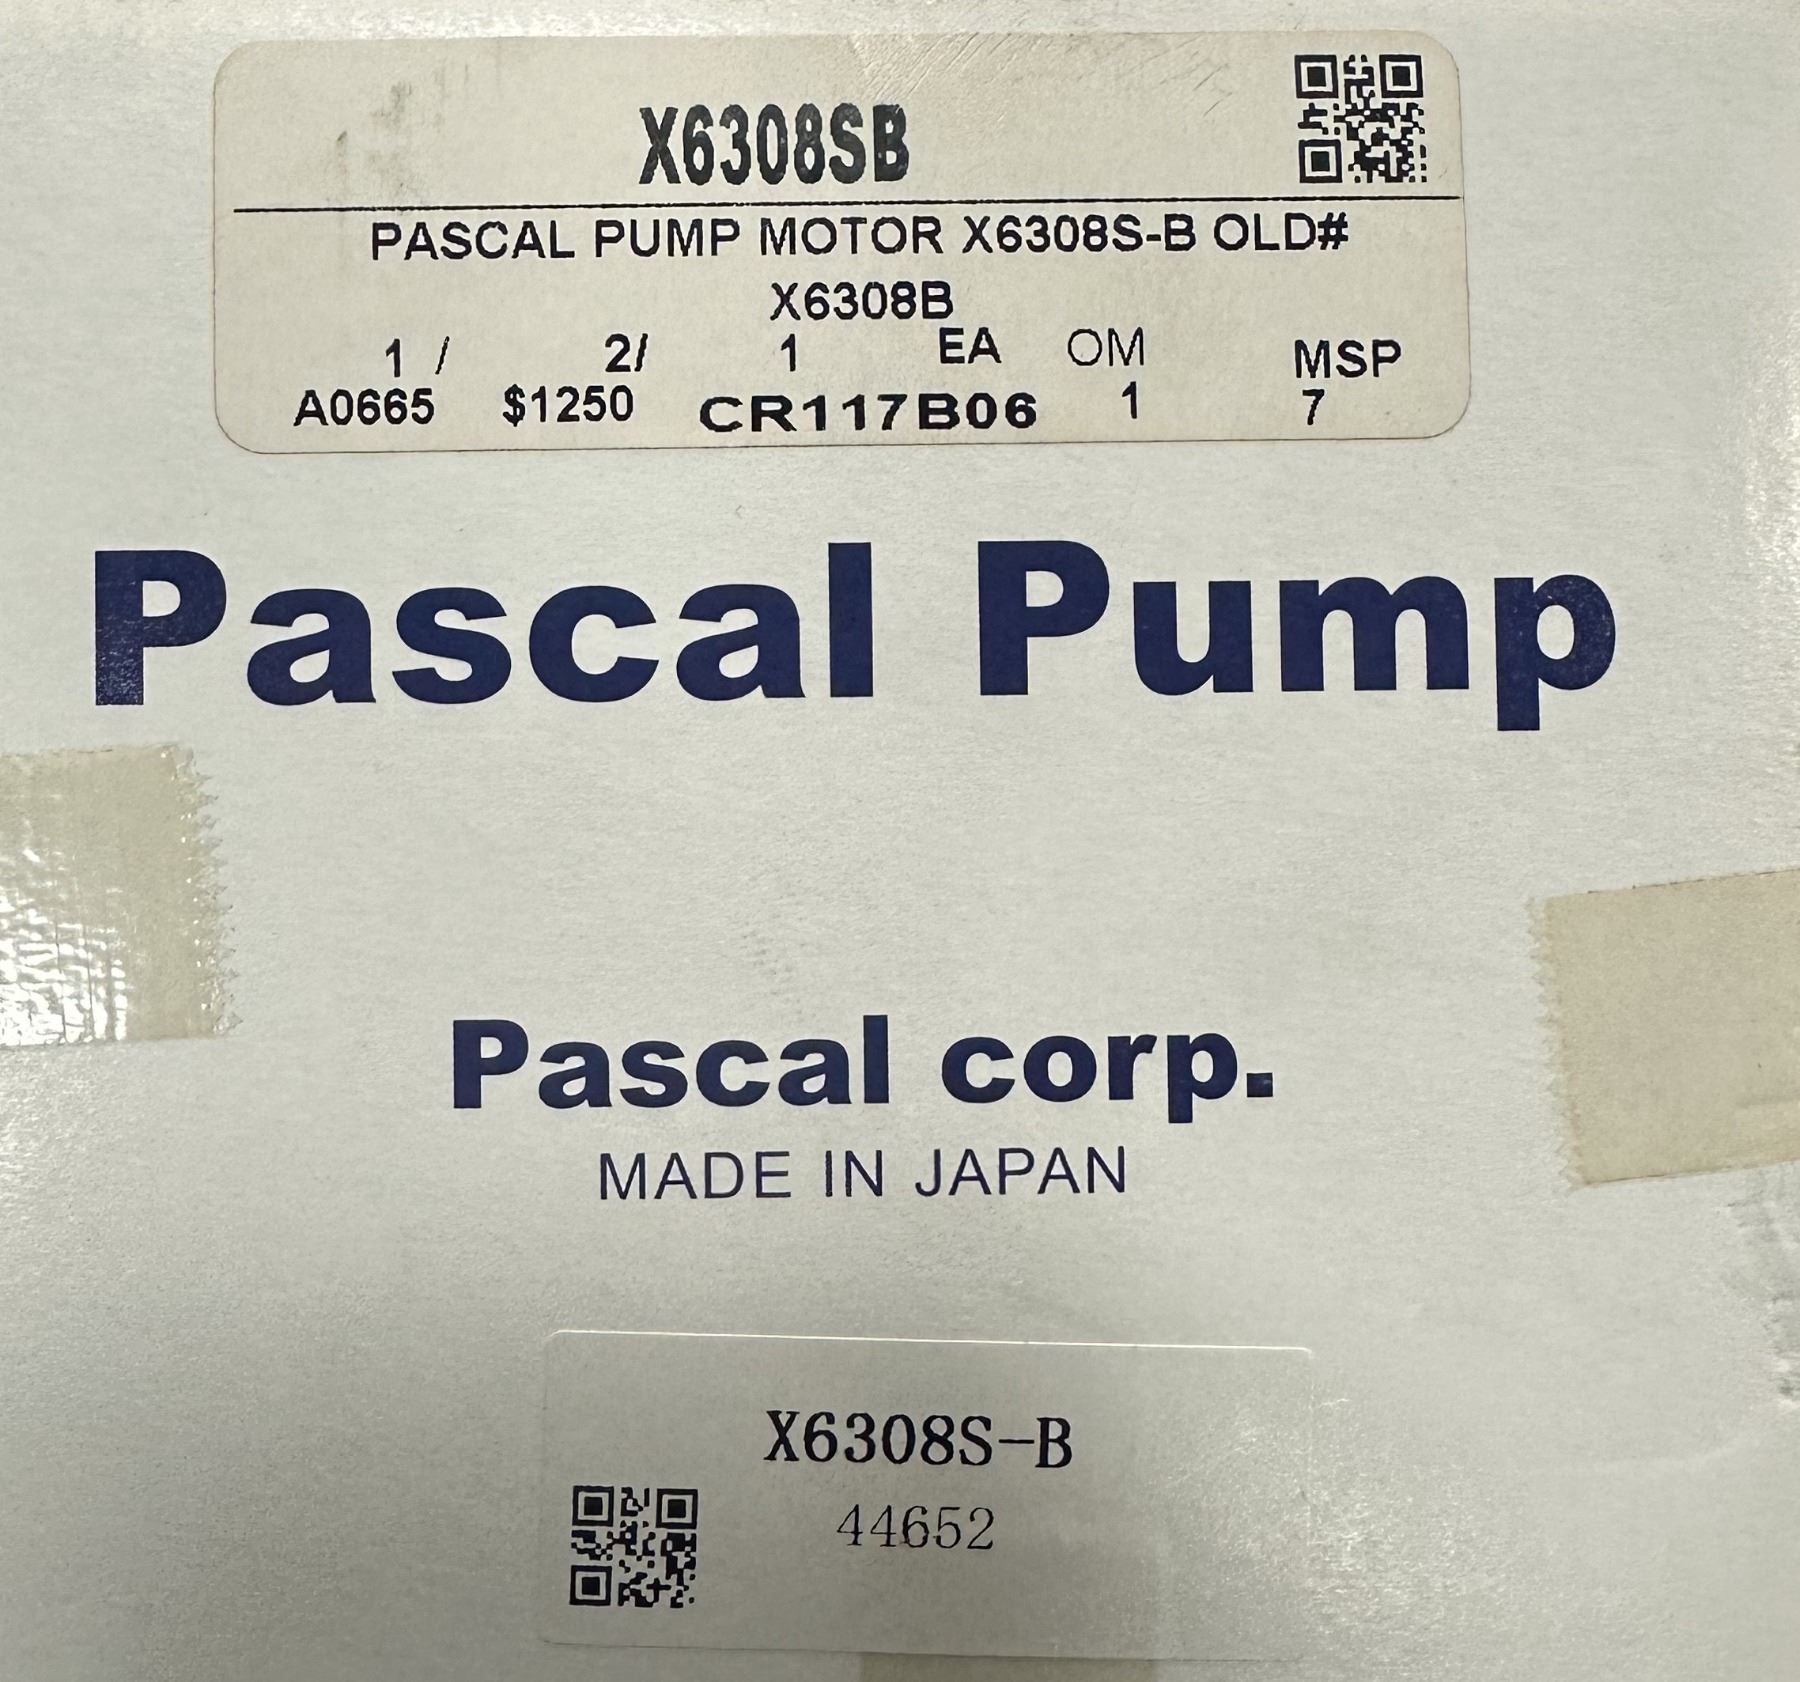 X6308SB
PASCAL PUMP MOTOR X6308S-B OLD#
X6308B
1 / 2/ 1 EA OM MSP
A0665 $1250 CR117B06 1 7
Pascal Pump
Pascal corp.
MADE IN JAPAN
X6308S-B
44652